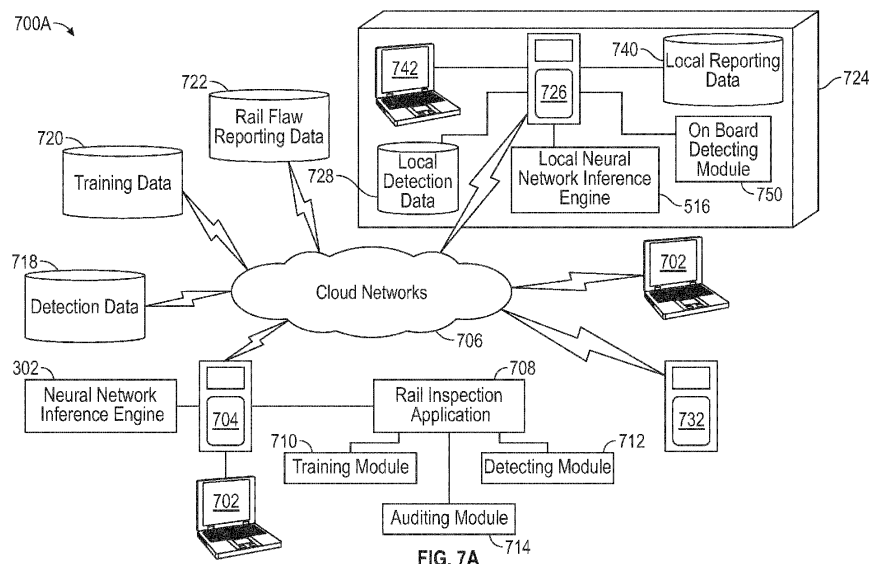 700A
722
Rail Flaw
Reporting Data
720
Training Data
718
Detection Data
742
726
740
Local Reporting
Data
724
728
Local
Detection
Data
Local Neural
Network Inference
Engine
516
On Board
Detecting
Module
750
Cloud Networks
706
702
302
Neural Network
Inference Engine
704
708
Rail Inspection
Application
732
710
Training Module
712
Detecting Module
702
Auditing Module
714
FIG. 7A